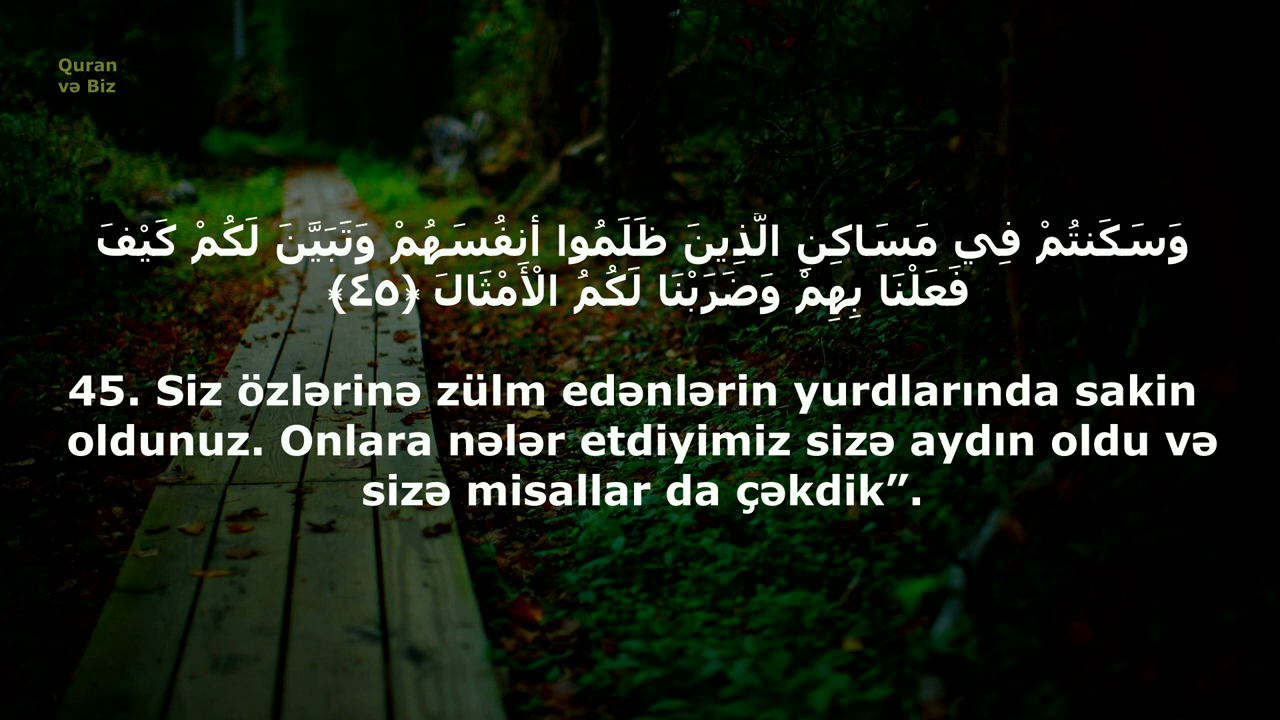 Quran
və Biz
وَسَكَنتُمْ فِي مَسَاكِنِ الَّذِينَ ظَلَمُوا أنفُسَهُمْ وَتَبَيَّنَ لَكُمْ كَيْفَ
فَعَلْنَا بِهِمْ وَضَرَبْنَا لَكُمُ الْأَمْثَالَ ﴿٤٥﴾
45. Siz özlərinə zülm edənlərin yurdlarında sakin
oldunuz. Onlara nələr etdiyimiz sizə aydın oldu və
sizə misallar da çəkdik”.